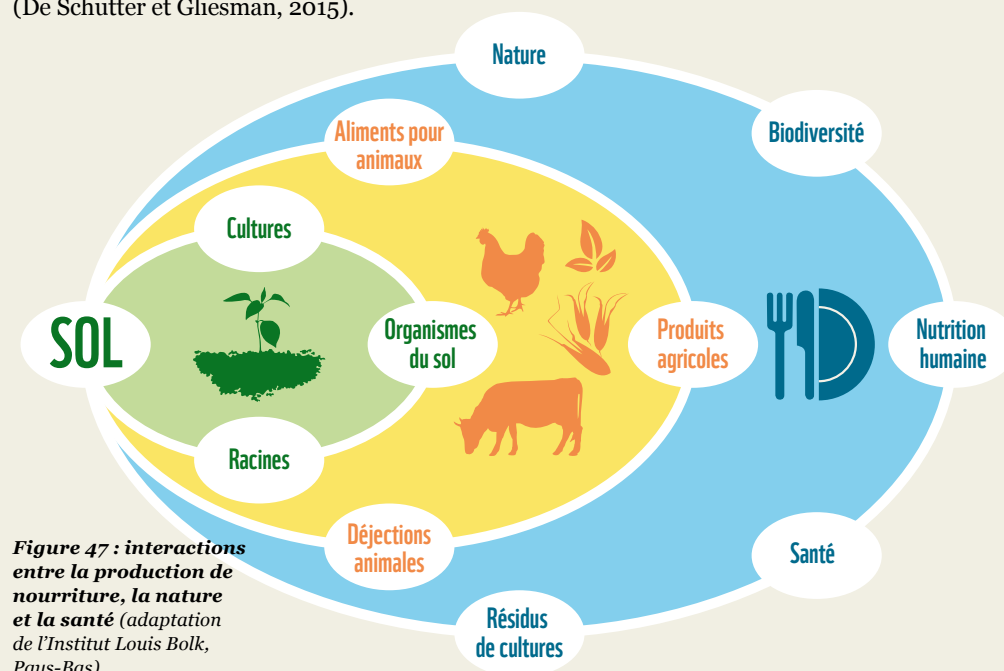 (De Schutter et Gliesman, 2015).
Nature
Biodiversité
Aliments pour
animaux
Cultures
SOL
Organismes
du sol
Produits
agricoles
Nutrition
humaine
Racines
Déjections
animales
Santé
Résidus
de cultures
Figure 47 : interactions
entre la production de
nourriture, la nature
et la santé (adaptation
de l'Institut Louis Bolk,
Pays-Bas)